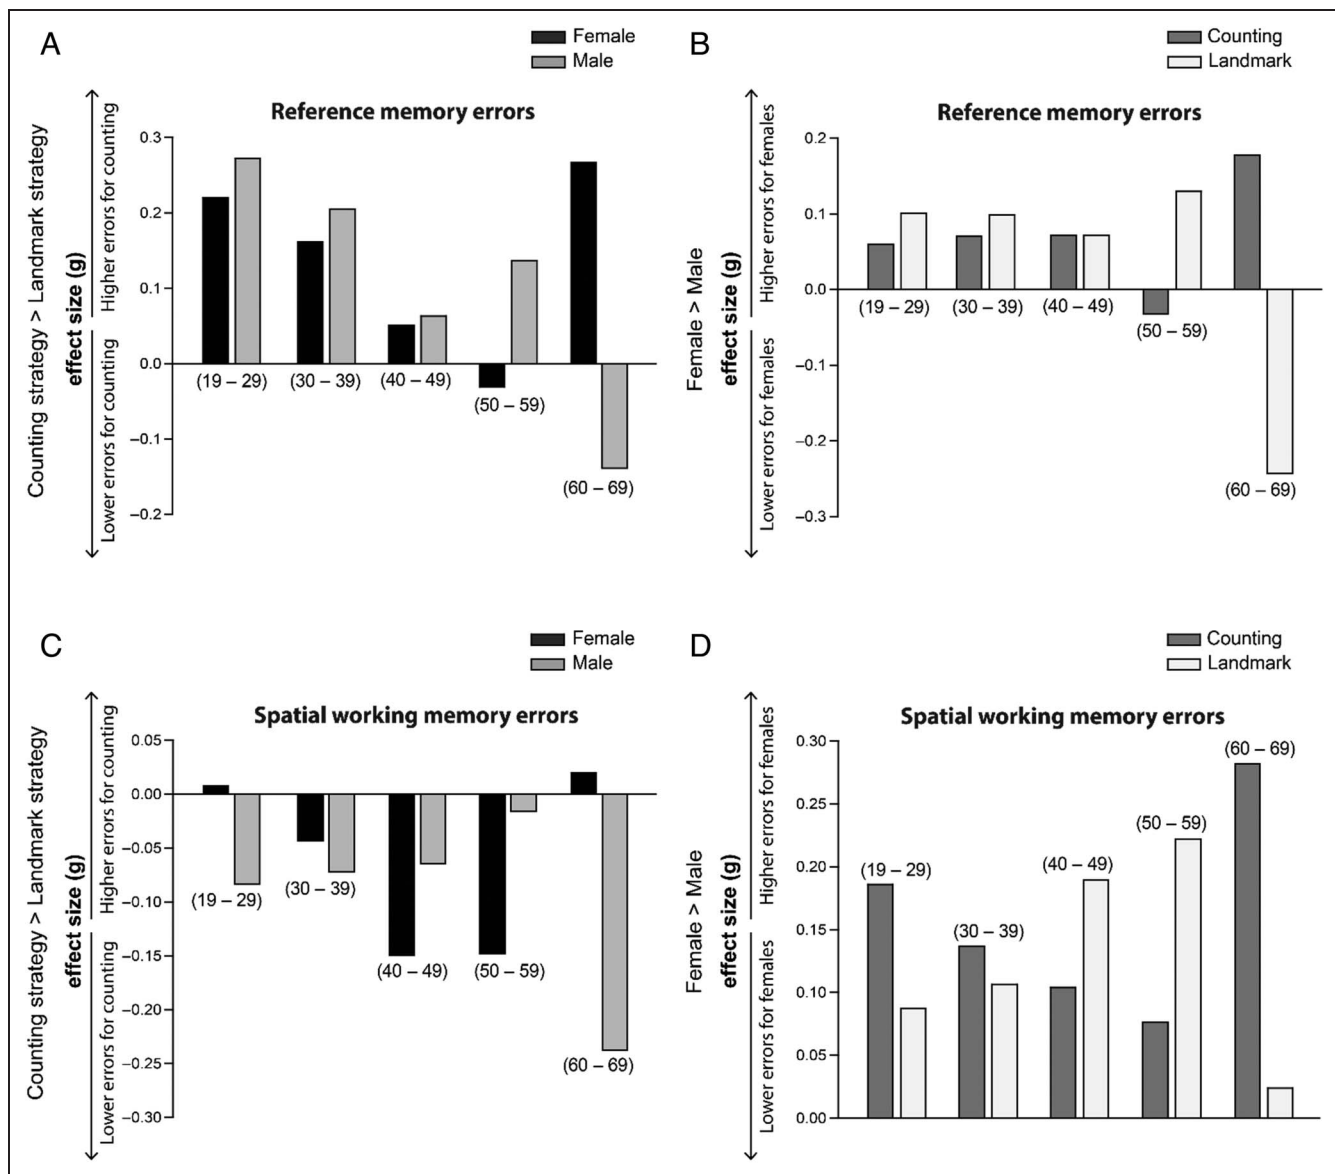 A
Female
Male
Reference memory errors
Counting strategy > Landmark strategy
effect size (g)
Higher errors for counting
Lower errors for counting
0.3
0.2
0.1
0.0
−0.1
−0.2
(19 – 29)
(30 – 39)
(40 – 49)
(50 – 59)
(60 – 69)
B
Counting
Landmark
Reference memory errors
Female > Male
effect size (g)
Higher errors for females
Lower errors for females
0.2
0.1
0.0
−0.1
−0.2
−0.3
(19 – 29)
(30 – 39)
(40 – 49)
(50 – 59)
(60 – 69)
C
Female
Male
Spatial working memory errors
Counting strategy > Landmark strategy
effect size (g)
Higher errors for counting
Lower errors for counting
0.05
0.00
−0.05
−0.10
−0.15
−0.20
−0.25
−0.30
(19 – 29)
(30 – 39)
(40 – 49)
(50 – 59)
(60 – 69)
D
Counting
Landmark
Spatial working memory errors
Female > Male
effect size (g)
Higher errors for females
Lower errors for females
0.30
0.25
0.20
0.15
0.10
0.05
0.00
(19 – 29)
(30 – 39)
(40 – 49)
(50 – 59)
(60 – 69)